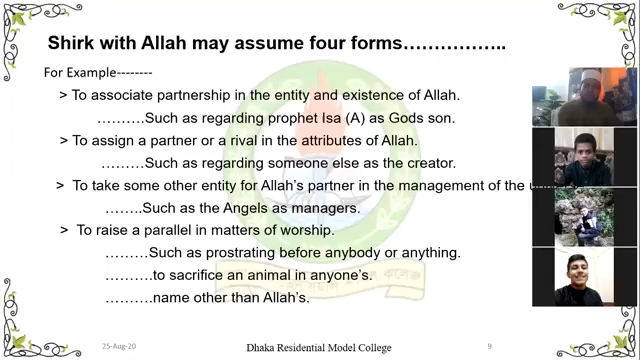 Shirk with Allah may assume four forms……………..
For Example--------
> To associate partnership in the entity and existence of Allah.
………Such as regarding prophet Isa (A) as Gods son.
> To assign a partner or a rival in the attributes of Allah.
………Such as regarding someone else as the creator.
> To take some other entity for Allah’s partner in the management of the
……..Such as the Angels as managers.
> To raise a parallel in matters of worship.
………Such as prostrating before anybody or anything.
……….to sacrifice an animal in anyone’s.
……….name other than Allah’s.
25-Aug-20
Dhaka Residential Model College
9